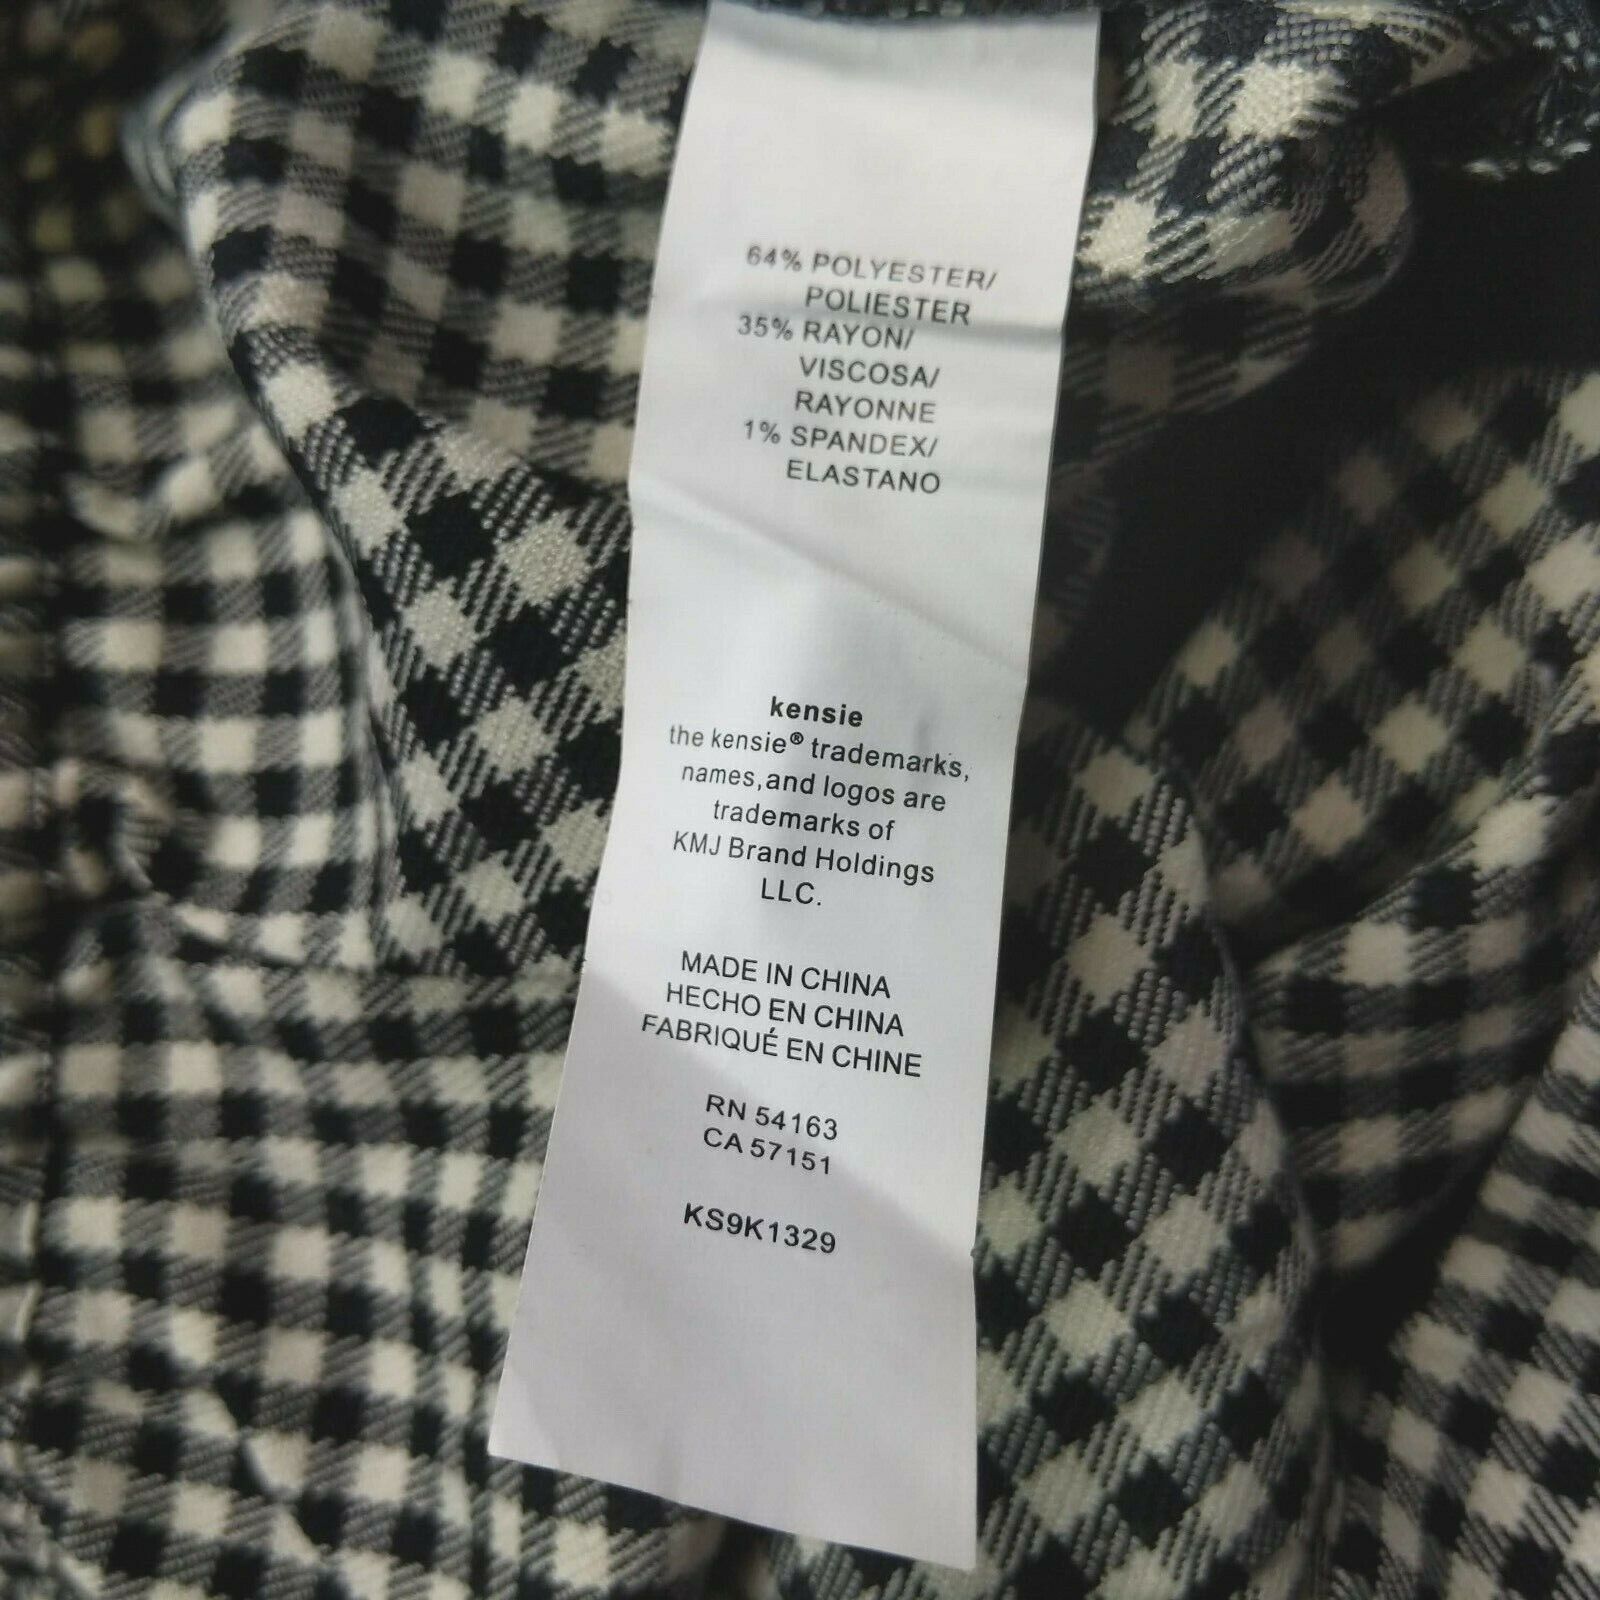 64% POLYESTER/
POLIESTER
35% RAYON/
VISCOSA/
RAYONNE
1% SPANDEX/
ELASTANO
kensie
the kensie® trademarks,
names,and logos are
trademarks of
KMJ Brand Holdings
LLC.
MADE IN CHINA
HECHO EN CHINA
FABRIQUÉ EN CHINE
RN 54163
CA 57151
KS9K1329